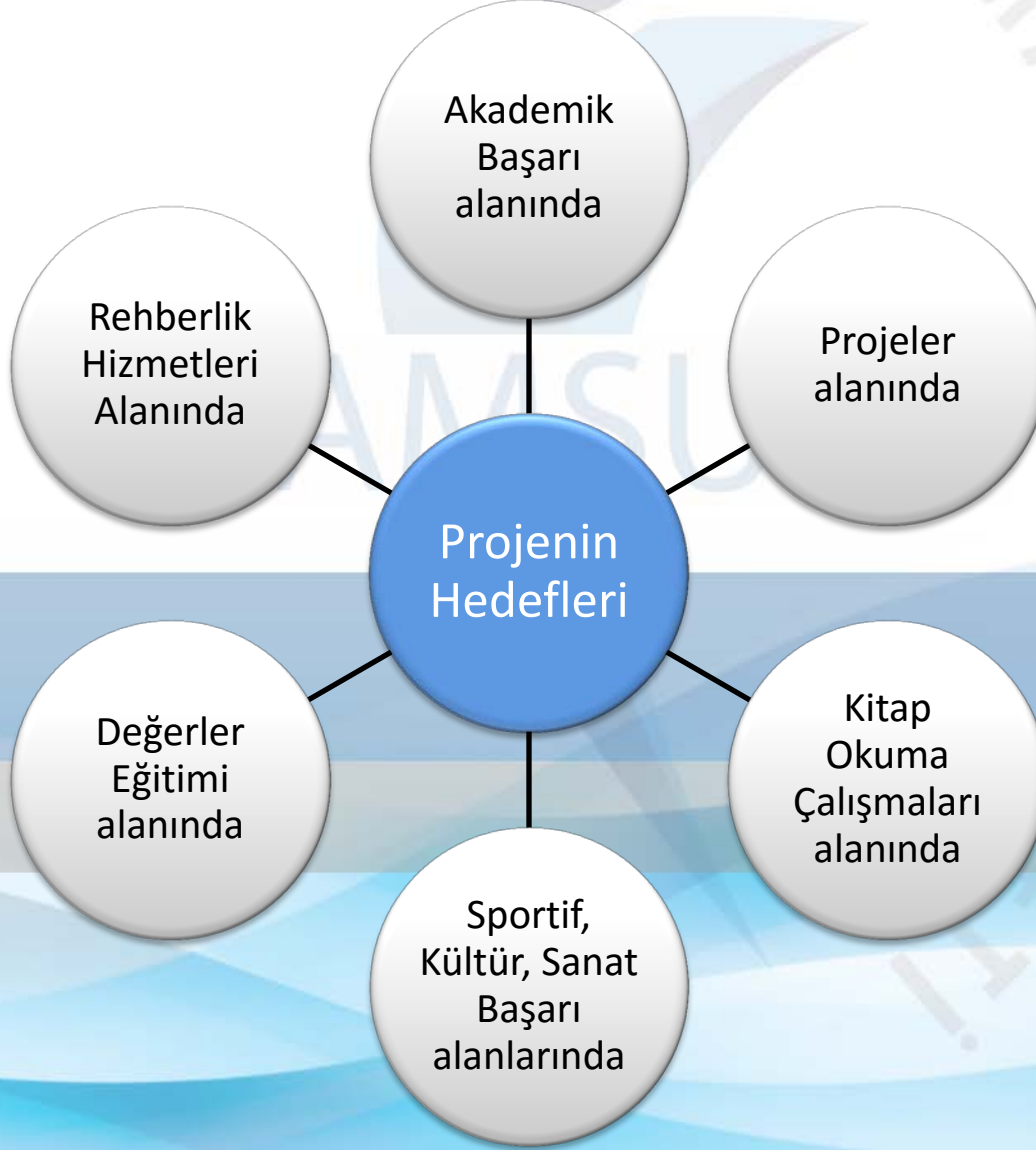 Akademik
Başarı
alanında
Projeler
alanında
Kitap
Okuma
Çalışmaları
alanında
Sportif,
Kültür, Sanat
Başarı
alanlarında
Değerler
Eğitimi
alanında
Rehberlik
Hizmetleri
Alanında
Projenin
Hedefleri
AMSU